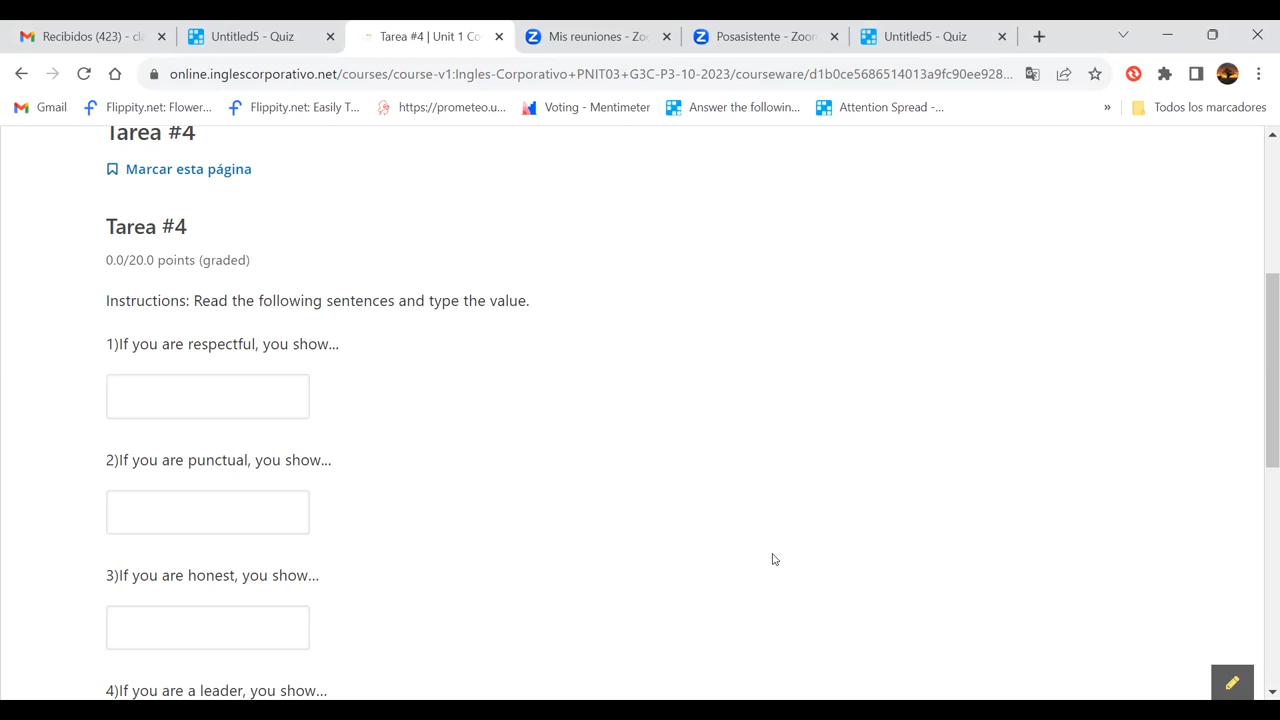 Recibidos (423) - cl
Untitled5 - Quiz
Tarea #4 | Unit 1 Co
Mis reuniones - Zoo
Posasistente - Zoom
Untitled5 - Quiz
online.inglescorporativo.net/courses/course-v1:Ingles-Corporativo+PNIT03+G3C-P3-10-2023/courseware/d1b0ce5686514013a9fc90ee928...
Gmail
Flippity.net: Flower...
Flippity.net: Easily T...
https://prometeo.u...
Voting - Mentimeter
Answer the followin...
Attention Spread -...
»
Todos los marcadores
Tarea #4
Marcar esta página
Tarea #4
0.0/20.0 points (graded)
Instructions: Read the following sentences and type the value.
1)If you are respectful, you show...
2)If you are punctual, you show...
3)If you are honest, you show...
4)If you are a leader, you show...